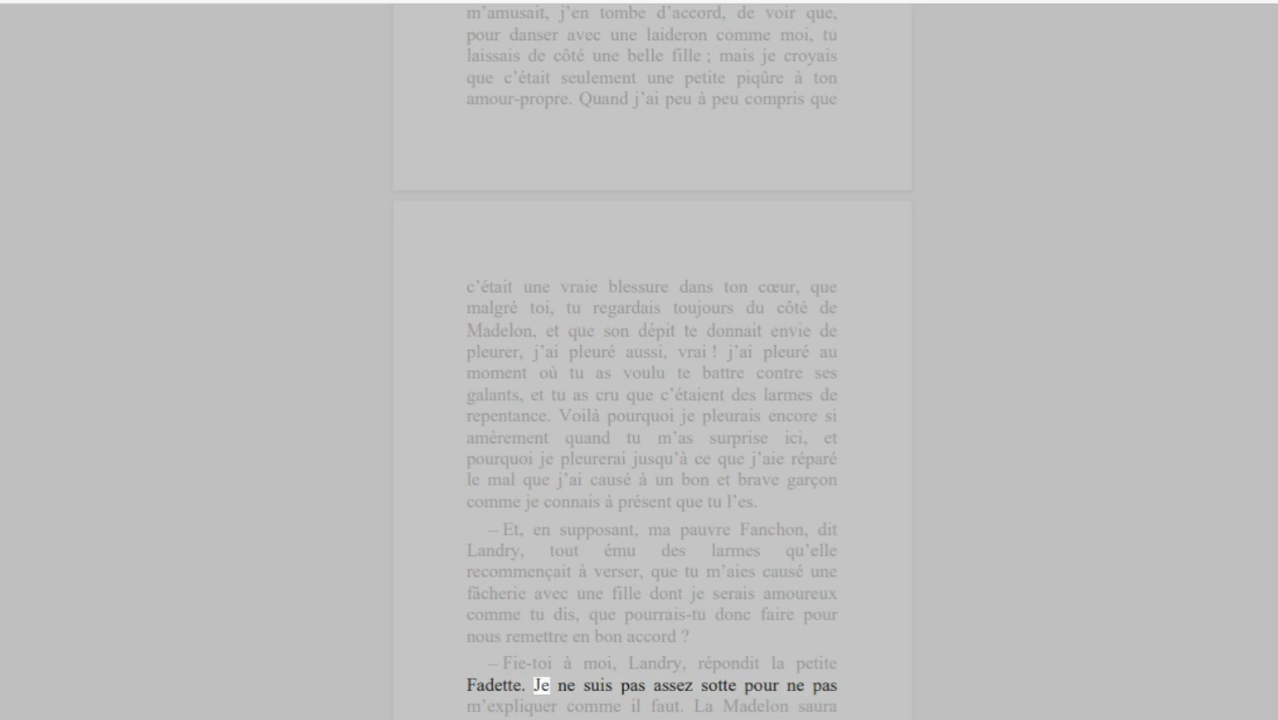 m’amusait, j’en tombe d’accord, de voir que,
pour danser avec une laideron comme moi, tu
laissais de côté une belle fille ; mais je croyais
que c’était seulement une petite piqûre à ton
amour-propre. Quand j’ai peu à peu compris que
c’était une vraie blessure dans ton cœur, que
malgré toi, tu regardais toujours du côté de
Madelon, et que son dépit te donnait envie de
pleurer, j’ai pleuré aussi, vrai ! j’ai pleuré au
moment où tu as voulu te battre contre ses
galants, et tu as cru que c’étaient des larmes de
repentance. Voilà pourquoi je pleurais encore si
amèrement quand tu m’as surprise ici, et
pourquoi je pleurerai jusqu’à ce que j’aie réparé
le mal que j’ai causé à un bon et brave garçon
comme je connais à présent que tu l’es.
– Et, en supposant, ma pauvre Fanchon, dit
Landry, tout ému des larmes qu’elle
recommençait à verser, que tu m’aies causé une
fâcherie avec une fille dont je serais amoureux
comme tu dis, que pourrais-tu donc faire pour
nous remettre en bon accord ?
– Fie-toi à moi, Landry, répondit la petite
Fadette. Je ne suis pas assez sotte pour ne pas
m’expliquer comme il faut. La Madelon saura